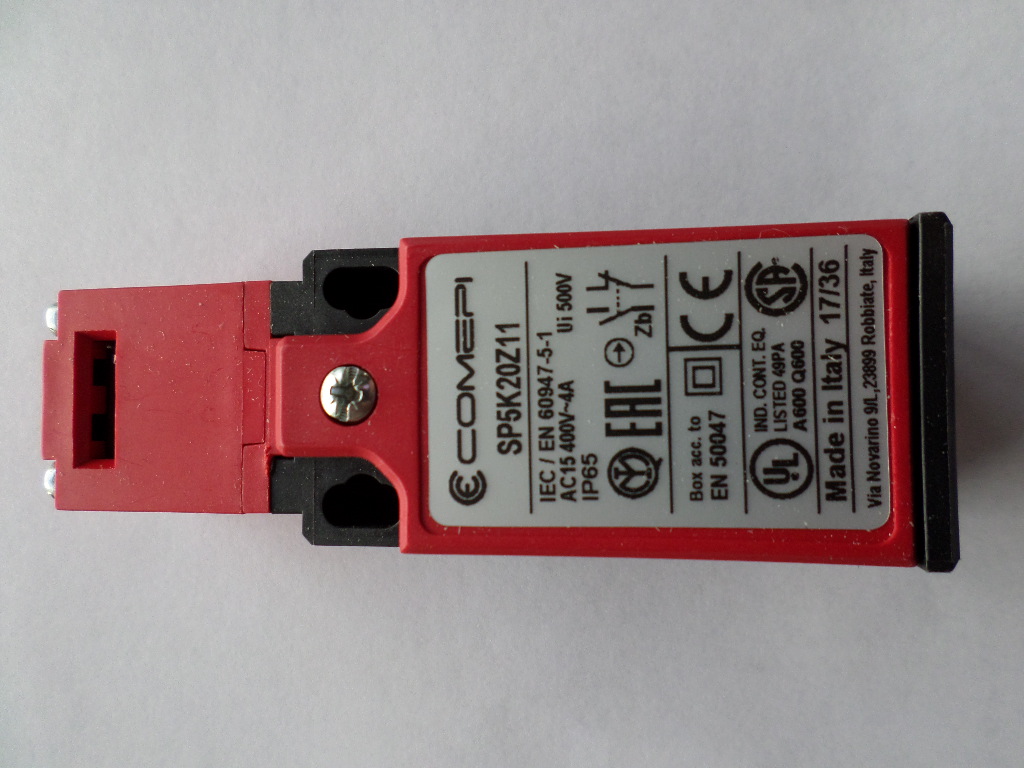 COMEPI
SP5K20Z11
IEC / EN 60947-5-1
AC15 400V~4A Ui 500V
IP65
EAC Zb
Box acc. to
EN 50047
CE
UL IND. CONT. EQ.
LISTED 49PA
A600 Q600
SA
Made in Italy 17/36
Via Novarino 9/L.,23899 Robbiate, Italy